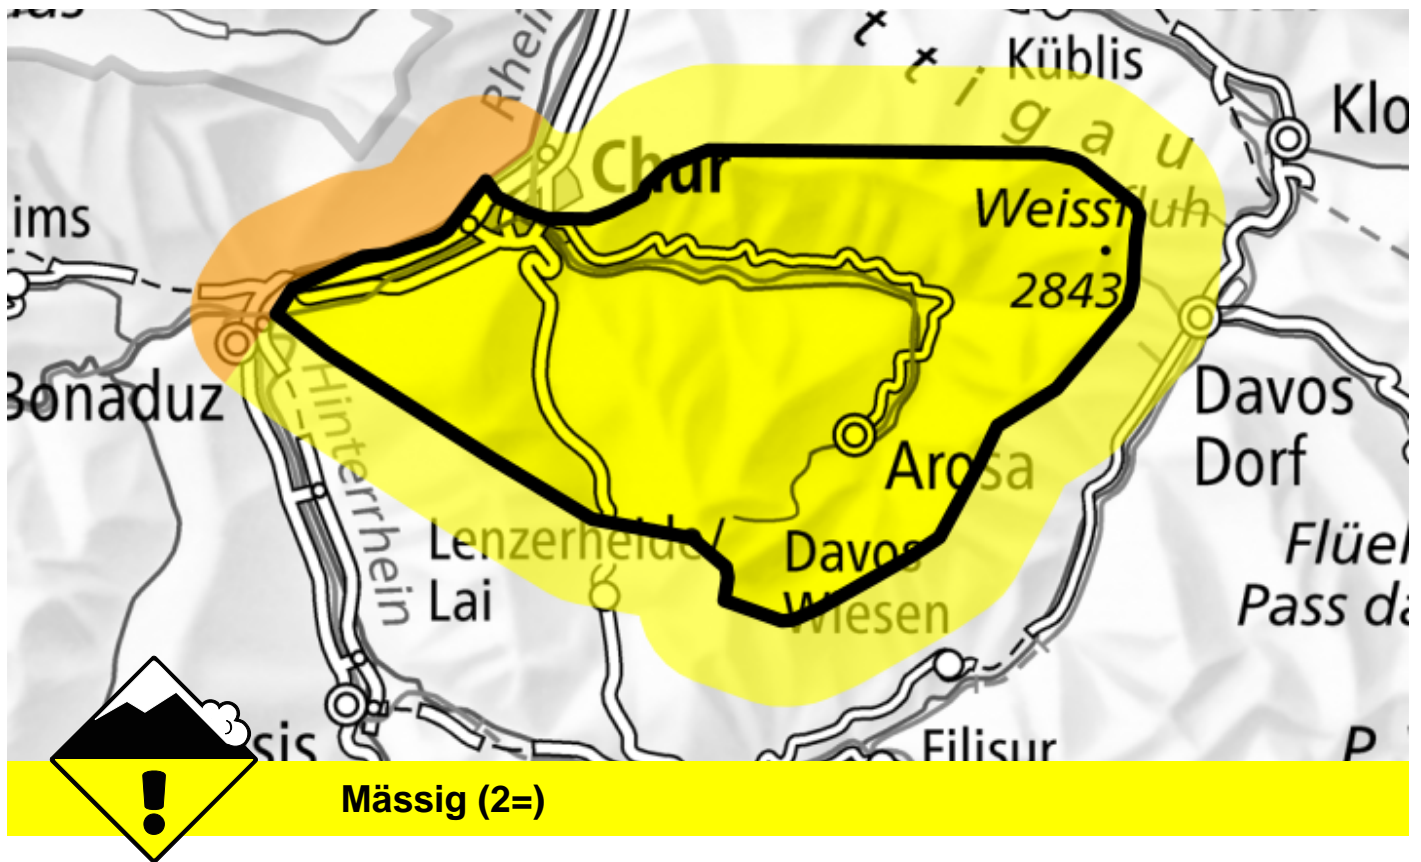 Rhein
t
t
i
g
a
u
Küblis
Klo
Chur
ims
Weissfluh
2843
Bonaduz
Hinterrhein
Davos
Dorf
Arosa
Lenzerheide/
Lai
Davos
Wiesen
Flüel
Pass da
sis
Filisur
P
Mässig (2=)